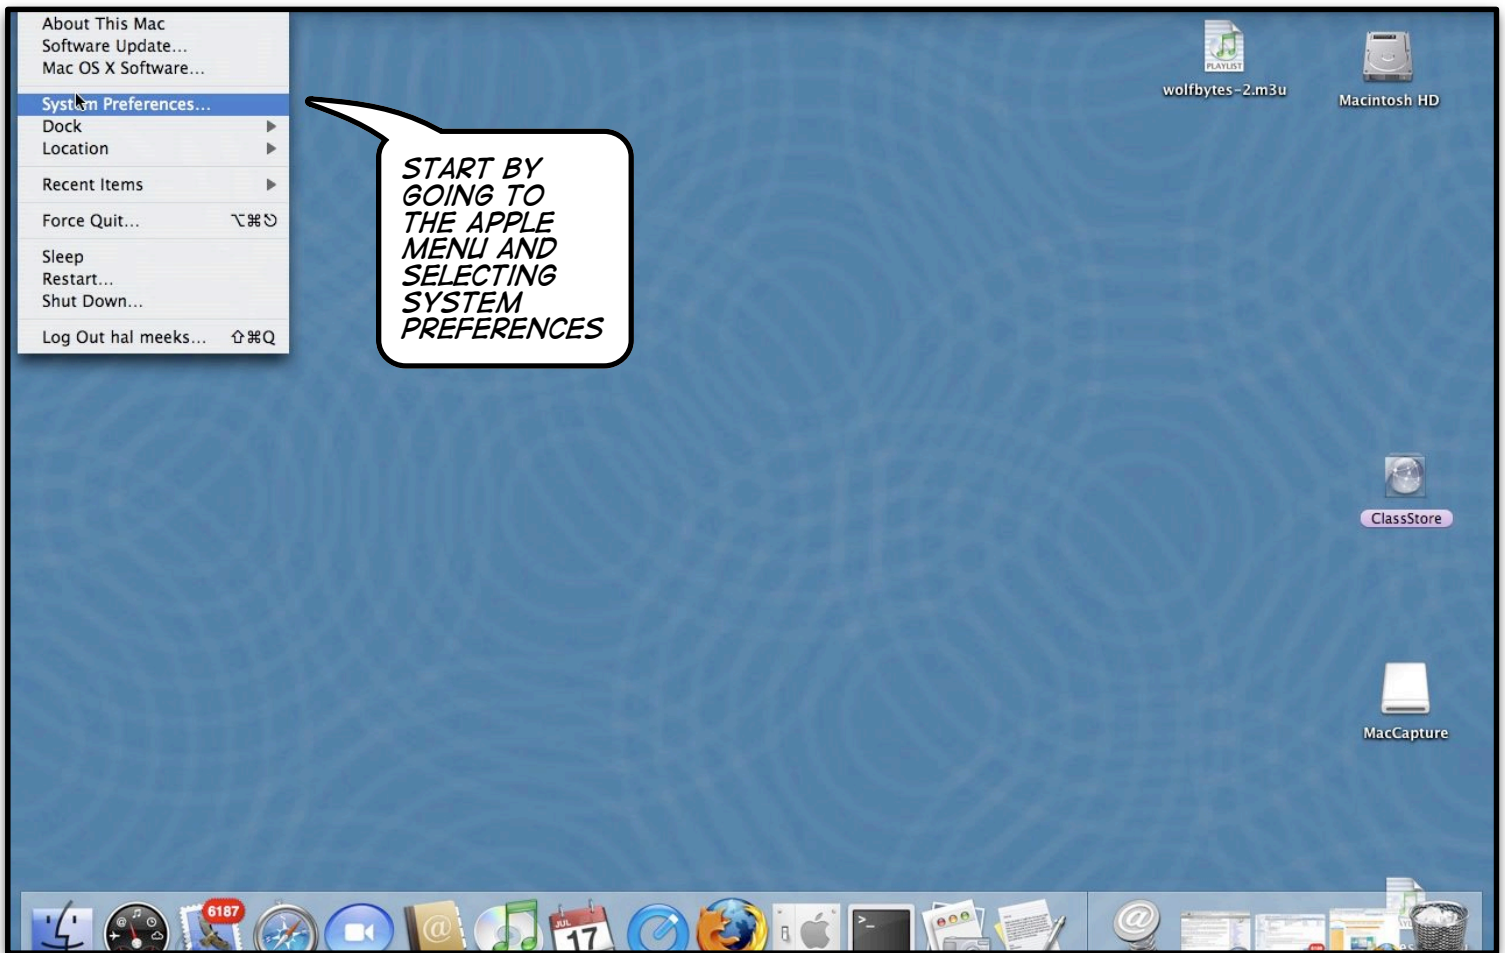 About This Mac
Software Update...
Mac OS X Software...
System Preferences...
Dock
Location
Recent Items
Force Quit... ⌥⌘⎋
Sleep
Restart...
Shut Down...
Log Out hal meeks... ⇧⌘Q
START BY
GOING TO
THE APPLE
MENU AND
SELECTING
SYSTEM
PREFERENCES
PLAYLIST
wolfbytes-2.m3u
Macintosh HD
ClassStore
MacCapture
6187
JUL
17